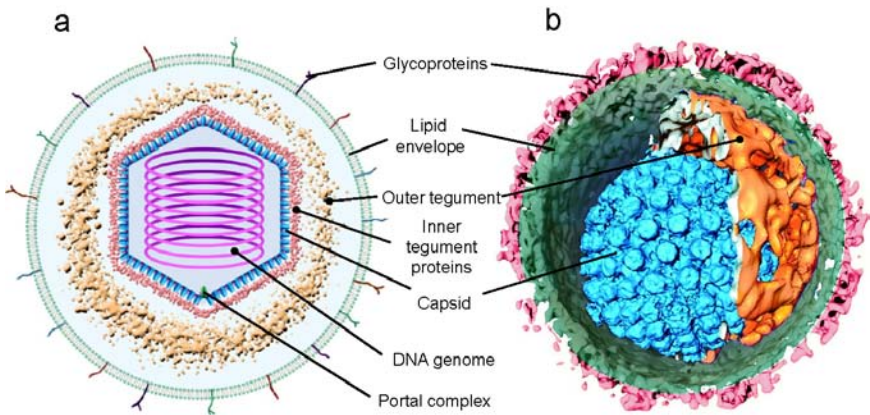 a
b
Glycoproteins
Lipid
envelope
Outer tegument
Inner
tegument
proteins
Capsid
DNA genome
Portal complex